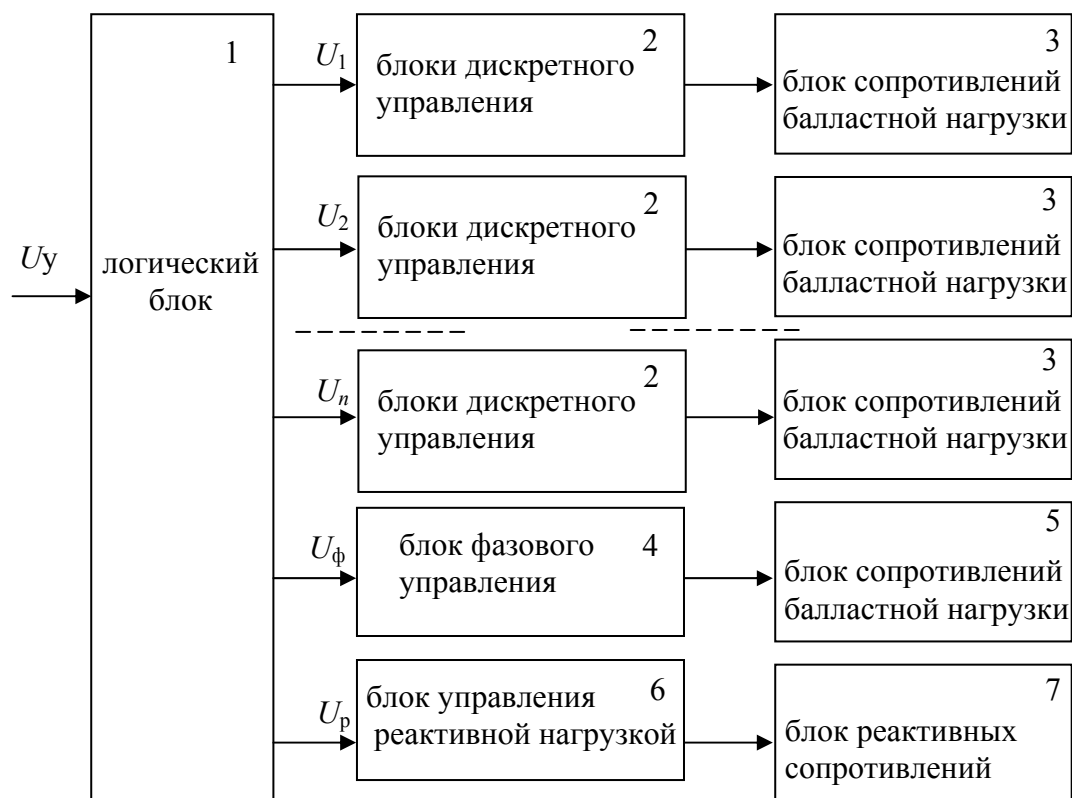 1
Uу
логический
блок
U1
2
блоки дискретного
управления
3
блок сопротивлений
балластной нагрузки
U2
2
блоки дискретного
управления
3
блок сопротивлений
балластной нагрузки
Un
2
блоки дискретного
управления
3
блок сопротивлений
балластной нагрузки
Uф
блок фазового 4
управления
5
блок сопротивлений
балластной нагрузки
Uр
6
блок управления
реактивной нагрузкой
7
блок реактивных
сопротивлений